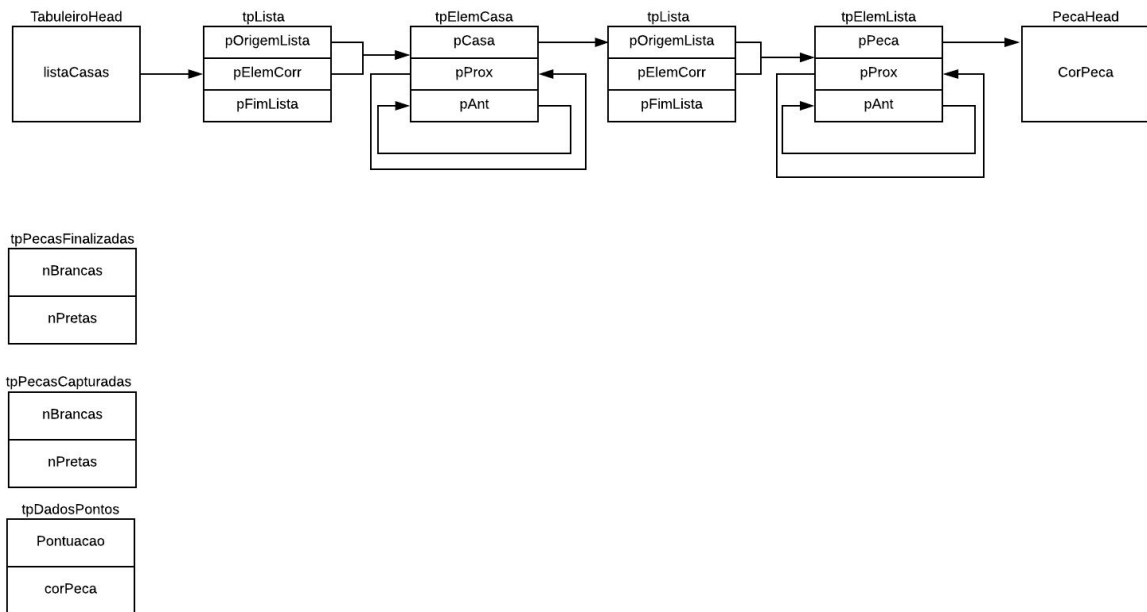 TabuleiroHead
listaCasas
tpLista
pOrigemLista
pElemCorr
pFimLista
tpElemCasa
pCasa
pProx
pAnt
tpLista
pOrigemLista
pElemCorr
pFimLista
tpElemLista
pPeca
pProx
pAnt
PecaHead
CorPeca
tpPecasFinalizadas
nBrancas
nPretas
tpPecasCapturadas
nBrancas
nPretas
tpDadosPontos
Pontuacao
corPeca